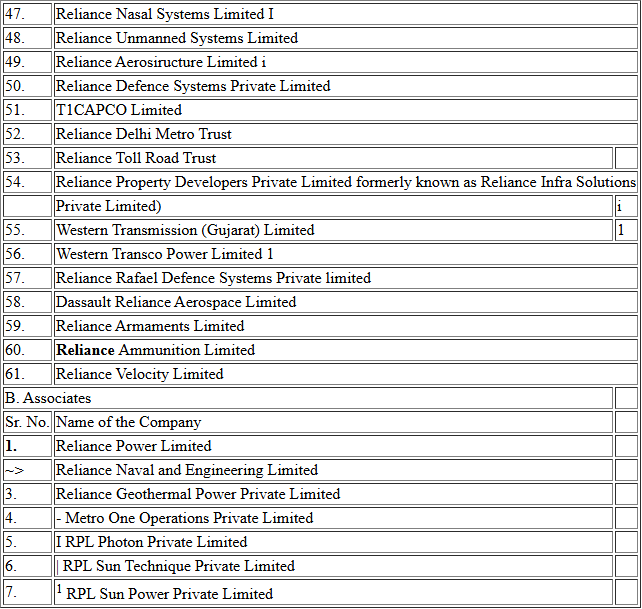 47. Reliance Nasal Systems Limited I
48. Reliance Unmanned Systems Limited
49. Reliance Aerosiructure Limited i
50. Reliance Defence Systems Private Limited
51. T1CAPCO Limited
52. Reliance Delhi Metro Trust
53. Reliance Toll Road Trust
54. Reliance Property Developers Private Limited formerly known as Reliance Infra Solutions
Private Limited) i
55. Western Transmission (Gujarat) Limited 1
56. Western Transco Power Limited 1
57. Reliance Rafael Defence Systems Private limited
58. Dassault Reliance Aerospace Limited
59. Reliance Armaments Limited
60. Reliance Ammunition Limited
61. Reliance Velocity Limited
B. Associates
Sr. No. Name of the Company
1. Reliance Power Limited
~> Reliance Naval and Engineering Limited
3. Reliance Geothermal Power Private Limited
4. - Metro One Operations Private Limited
5. I RPL Photon Private Limited
6. | RPL Sun Technique Private Limited
7. 1 RPL Sun Power Private Limited